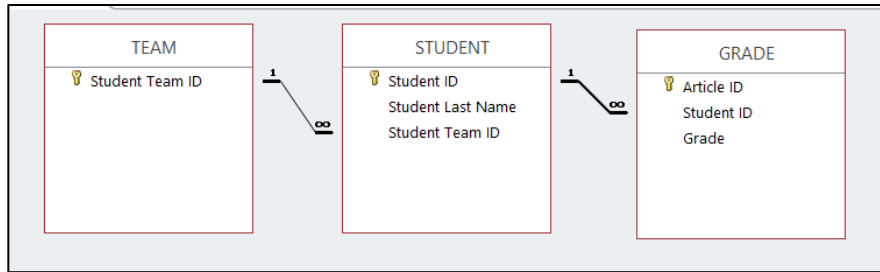 TEAM
Student Team ID
1
∞
STUDENT
Student ID
Student Last Name
Student Team ID
1
∞
GRADE
Article ID
Student ID
Grade